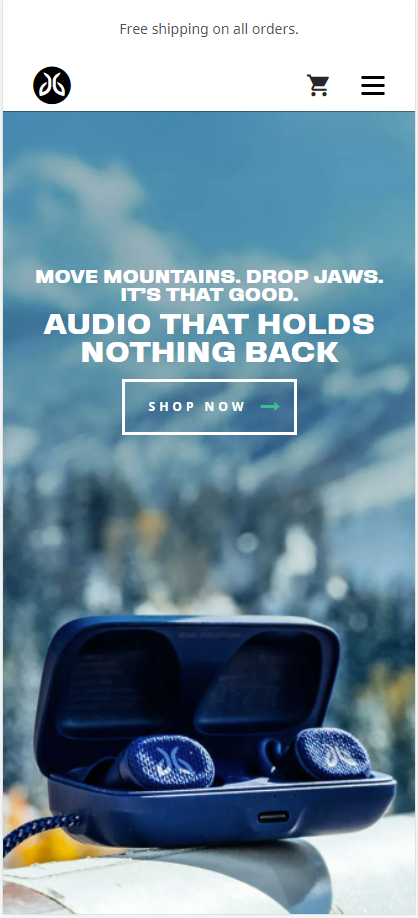 Free shipping on all orders.
MOVE MOUNTAINS. DROP JAWS.
IT'S THAT GOOD.
AUDIO THAT HOLDS
NOTHING BACK
SHOP NOW